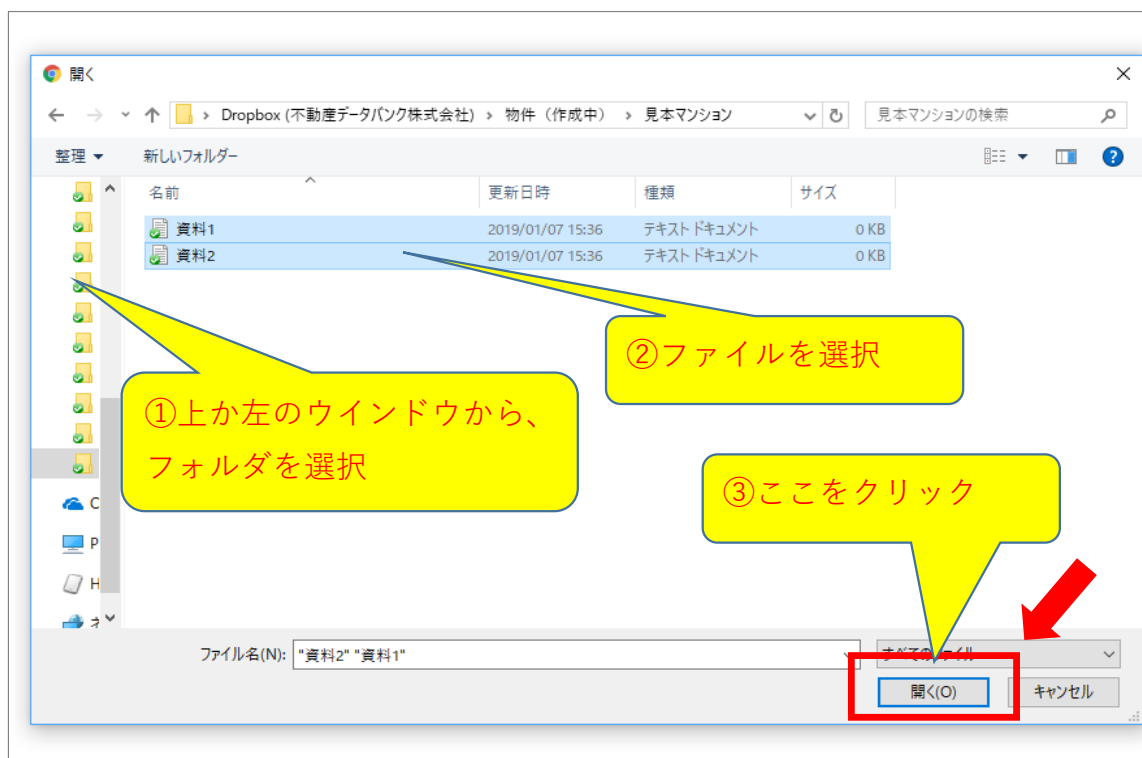 開く
Dropbox (不動産データバンク株式会社) › 物件（作成中） › 見本マンション
見本マンションの検索
整理 新しいフォルダー
名前 更新日時 種類 サイズ
資料1 2019/01/07 15:36 テキスト ドキュメント 0 KB
資料2 2019/01/07 15:36 テキスト ドキュメント 0 KB
②ファイルを選択
①上か左のウインドウから、
フォルダを選択
③ここをクリック
C
P
H
ネ
ファイル名(N): "資料2" "資料1"
開く(O) キャンセル